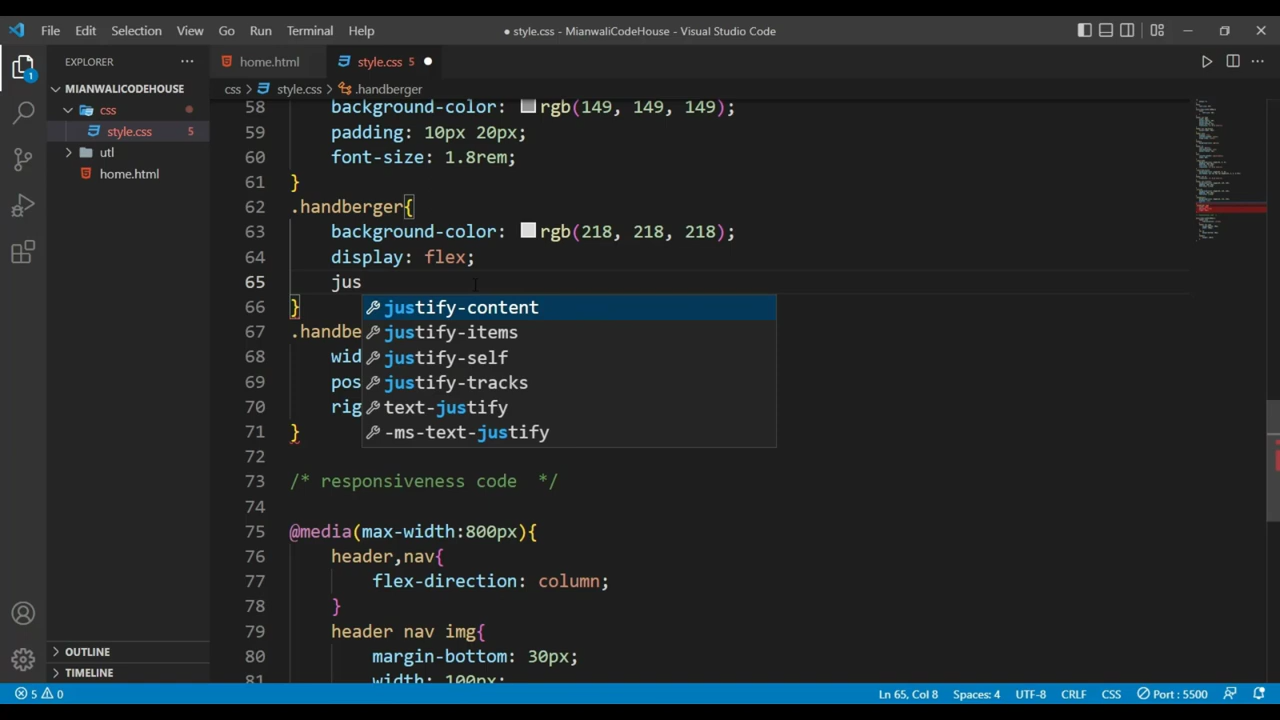 File Edit Selection View Go Run Terminal Help
● style.css - MianwaliCodeHouse - Visual Studio Code
EXPLORER ···
home.html
style.css 5 ●
MIANWALICODEHOUSE
css > style.css > .handberger
css
style.css 5
utl
home.html
58 background-color: rgb(149, 149, 149);
59 padding: 10px 20px;
60 font-size: 1.8rem;
61 }
62 .handberger{
63 background-color: rgb(218, 218, 218);
64 display: flex;
65 jus
justify-content
justify-items
justify-self
justify-tracks
text-justify
-ms-text-justify
66 }
67 .handbe
68 wid
69 pos
70 rig
71 }
72
73 /* responsiveness code */
74
75 @media(max-width:800px){
76 header,nav{
77 flex-direction: column;
78 }
79 header nav img{
80 margin-bottom: 30px;
81 width: 100px;
OUTLINE
TIMELINE
1
5 0
Ln 65, Col 8 Spaces: 4 UTF-8 CRLF CSS Port : 5500